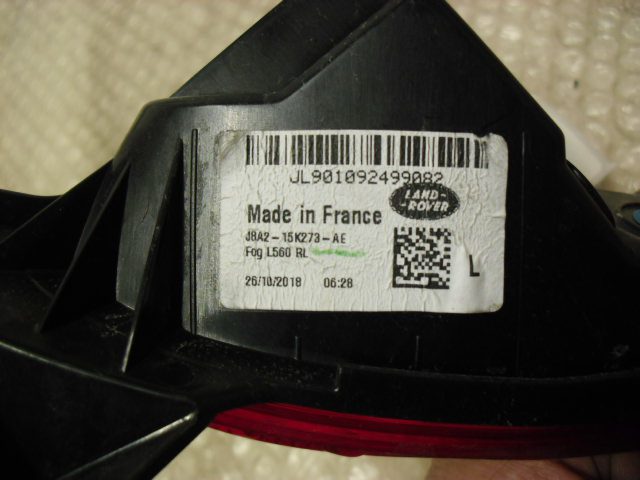 JL901092499082
LAND-
-ROVER
Made in France
J8A2-15K273-AE
Fog L560 RL
26/10/2018 06:28
L